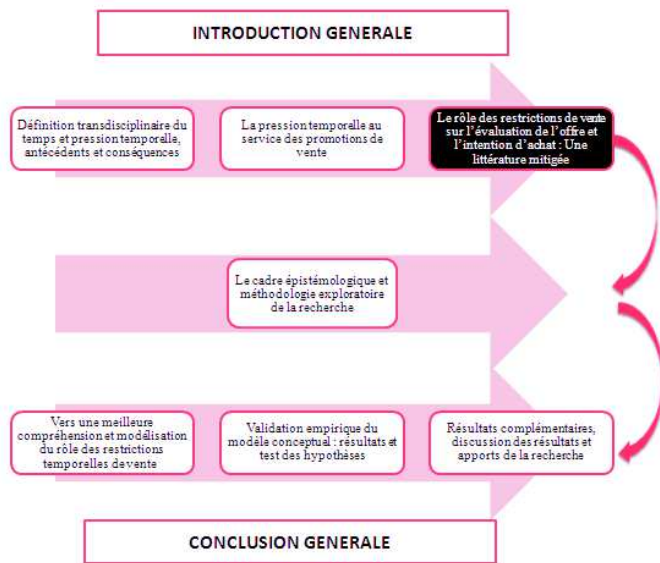 INTRODUCTION GENERALE
Définition transdisciplinaire du
temps et pression temporelle,
antécédents et conséquences
La pression temporelle au
service des promotions de
vente
Le rôle des restrictions de vente
sur l'évaluation de l'offre et
l'intention d'achat : Une
littérature mitigée
Le cadre épistémologique et
méthodologie exploratoire
de la recherche
Vers une meilleure
compréhension et modélisation
du rôle des restrictions
temporelles de vente
Validation empirique du
modèle conceptuel : résultats et
test des hypothèses
Résultats complémentaires,
discussion des résultats et
apports de la recherche
CONCLUSION GENERALE